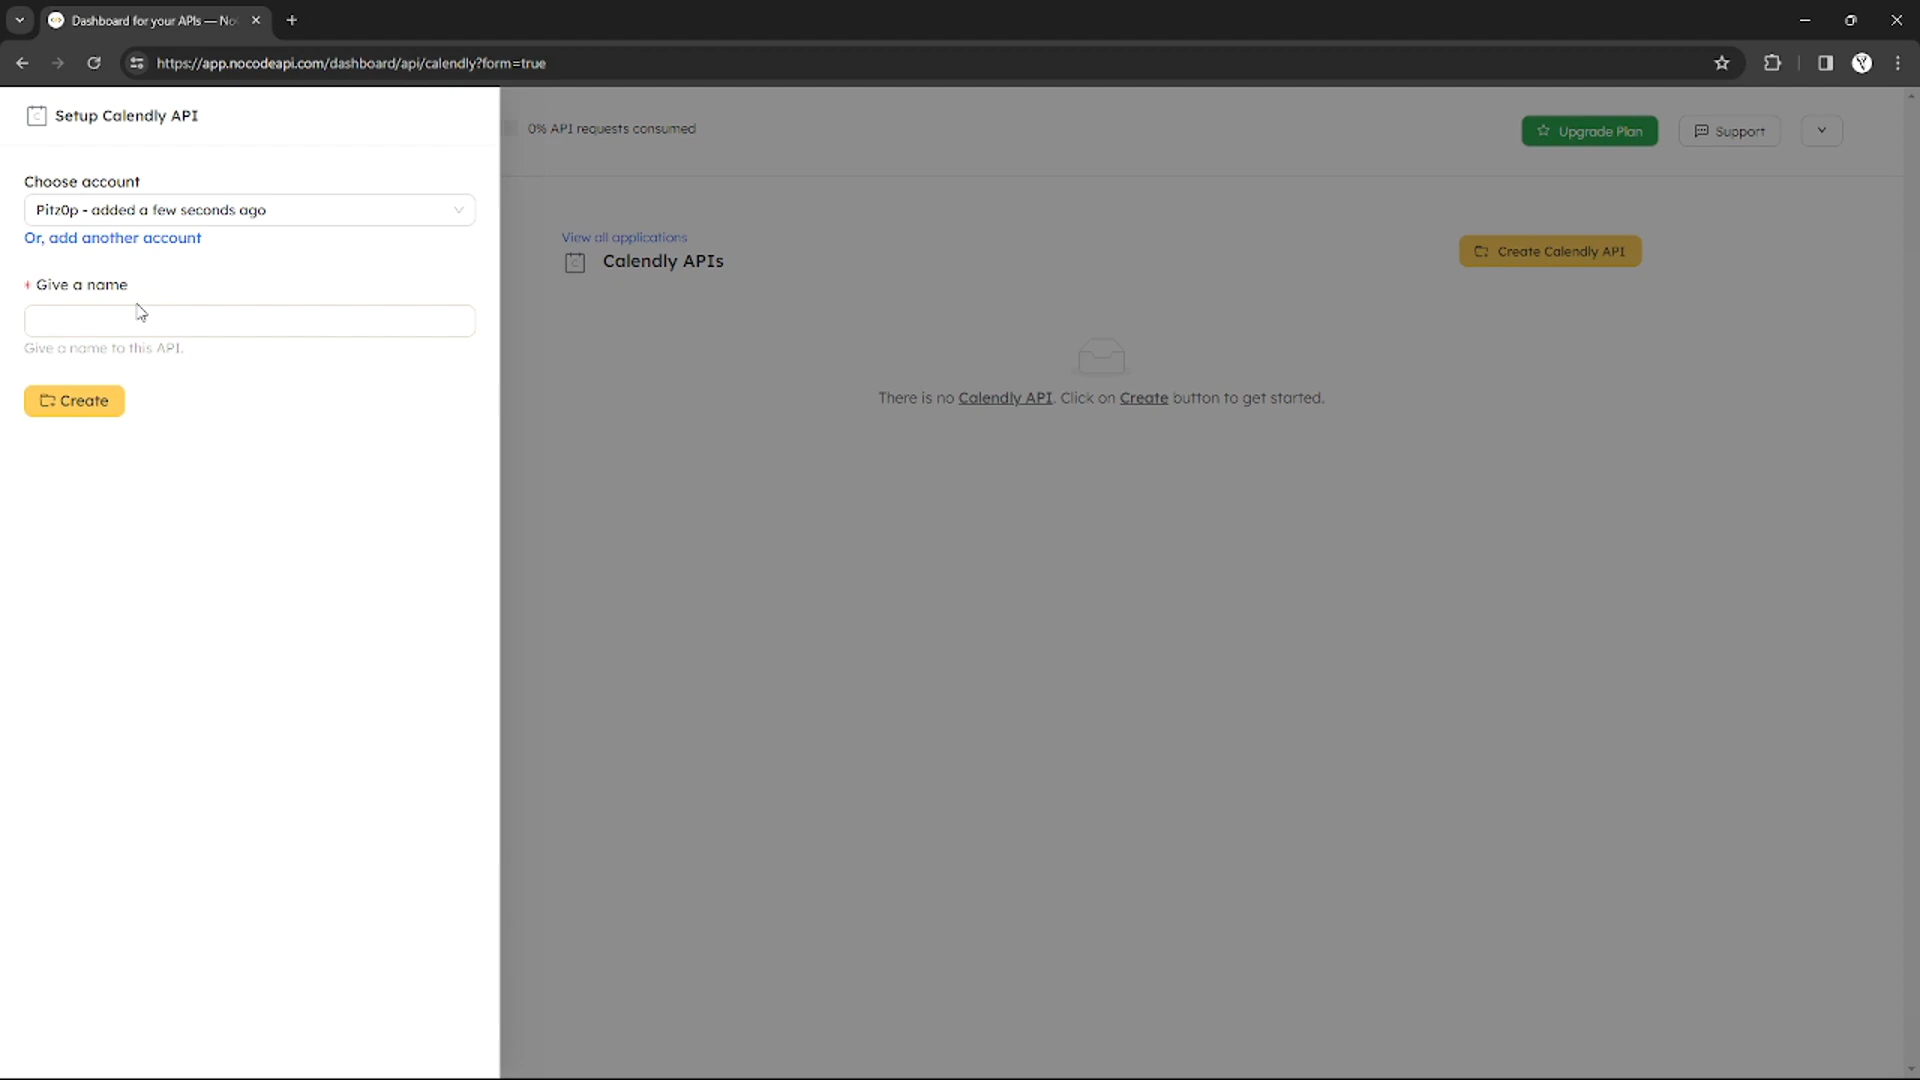 Dashboard for your APIs — No
https://app.nocodeapi.com/dashboard/api/calendly?form=true
Setup Calendly API
Choose account
Pitz0p - added a few seconds ago
Or, add another account
* Give a name
Give a name to this API.
Create
0% API requests consumed
Upgrade Plan
Support
View all applications
Calendly APIs
Create Calendly API
There is no Calendly API. Click on Create button to get started.